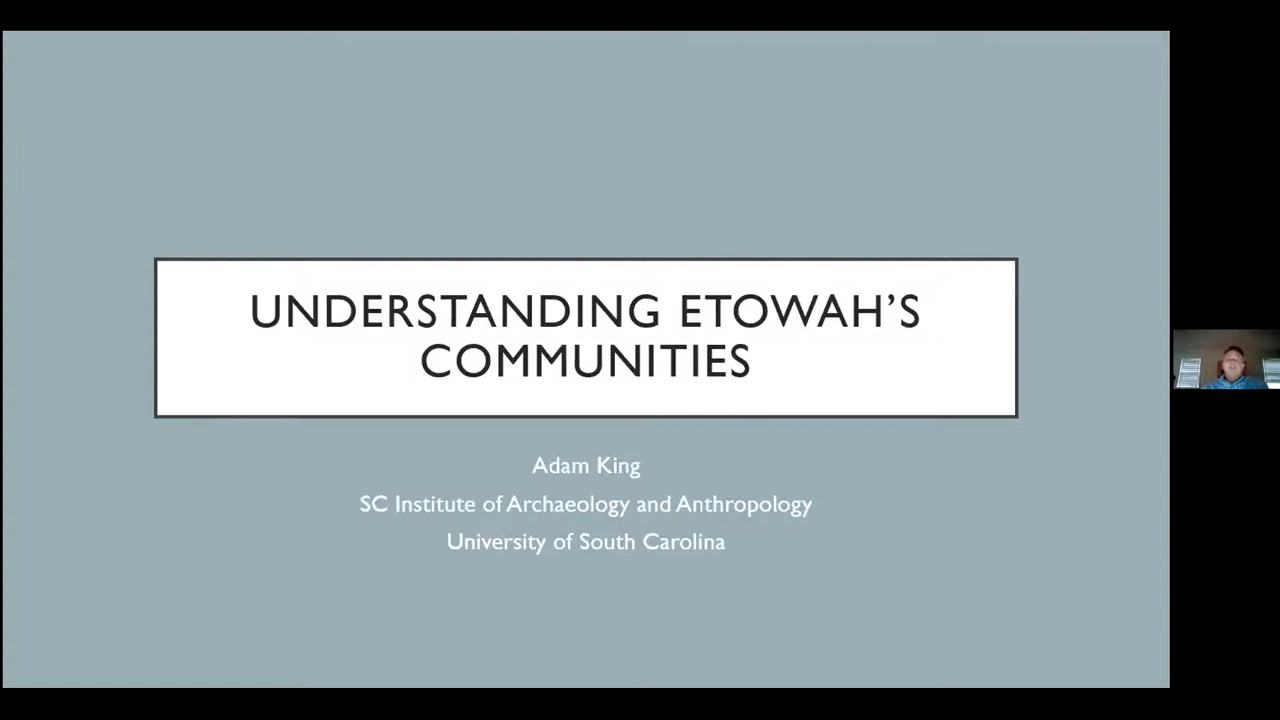 UNDERSTANDING ETOWAH’S
COMMUNITIES
Adam King
SC Institute of Archaeology and Anthropology
University of South Carolina